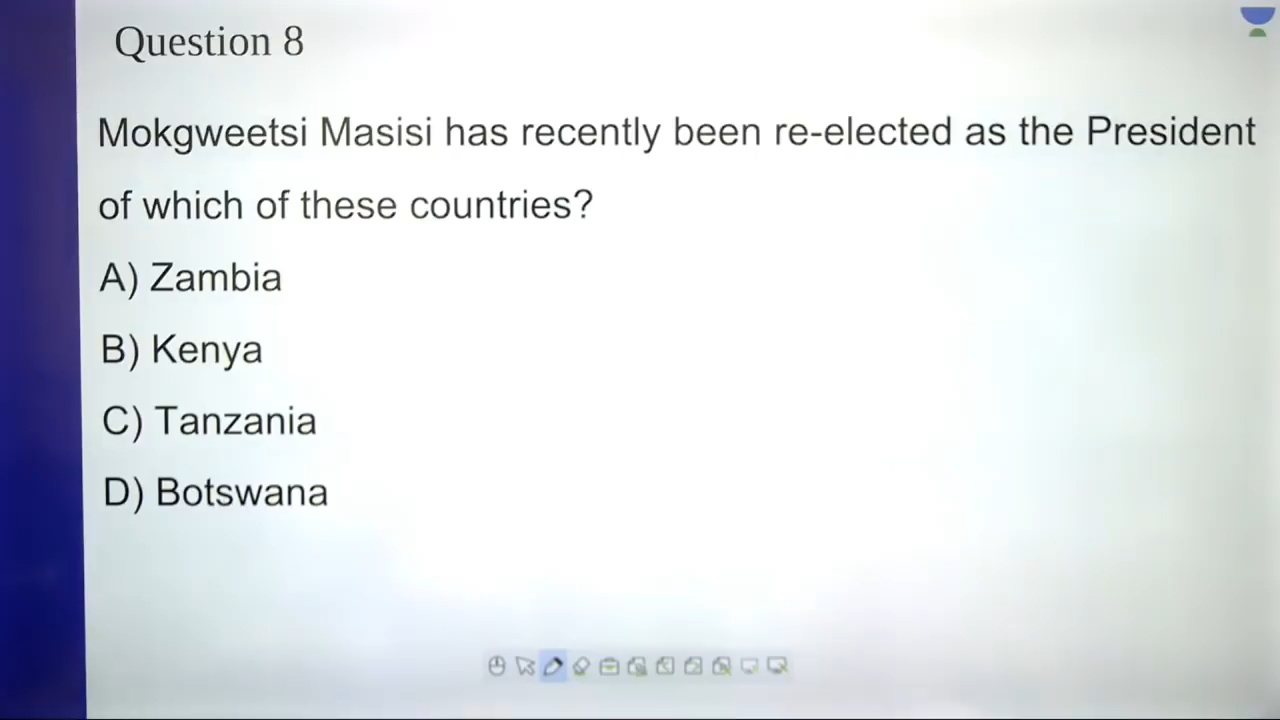 Question 8
Mokgweetsi Masisi has recently been re-elected as the President
of which of these countries?
A) Zambia
B) Kenya
C) Tanzania
D) Botswana